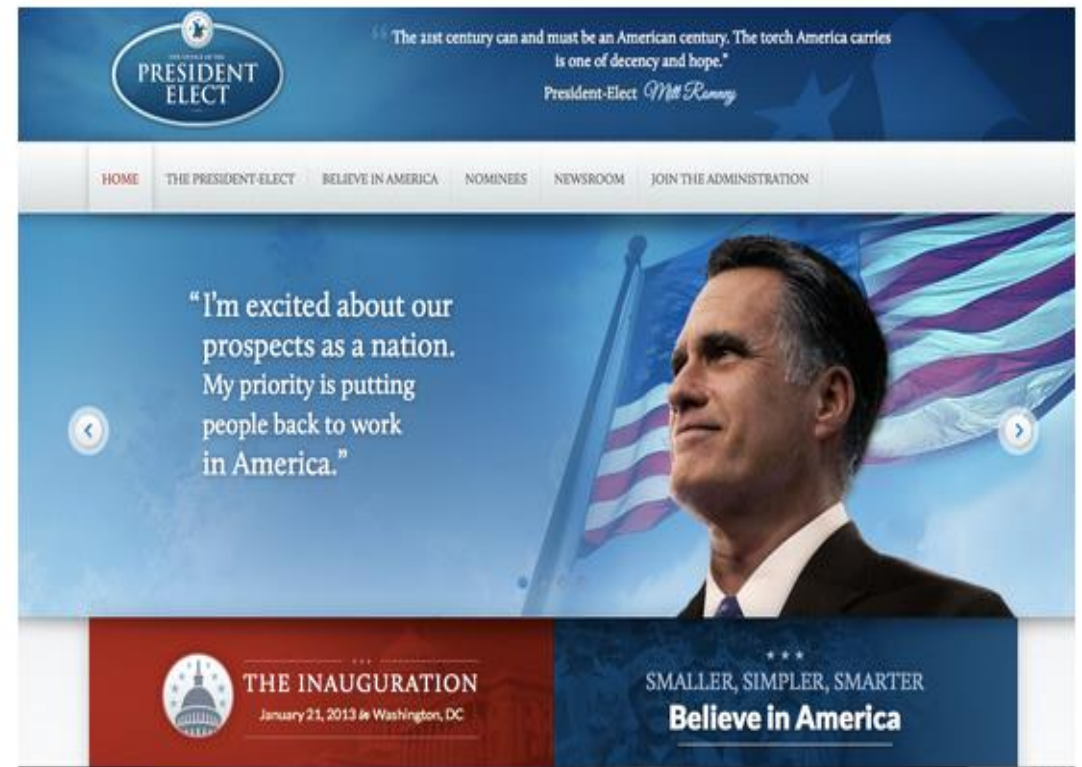 THE OFFICE OF THE
PRESIDENT
ELECT
“ The 21st century can and must be an American century. The torch America carries
is one of decency and hope.”
President-Elect Mitt Romney
HOME THE PRESIDENT-ELECT BELIEVE IN AMERICA NOMINEES NEWSROOM JOIN THE ADMINISTRATION
“I’m excited about our
prospects as a nation.
My priority is putting
people back to work
in America.”
THE INAUGURATION
January 21, 2013 in Washington, DC
SMALLER, SIMPLER, SMARTER
Believe in America